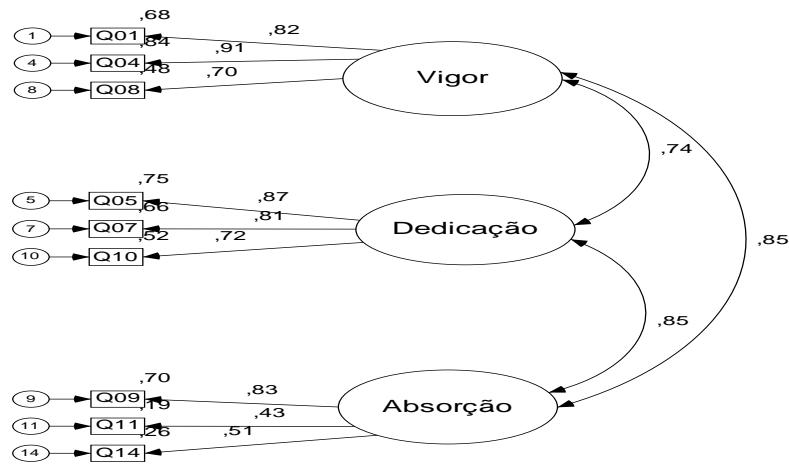 ,68
1 Q01 ,82
,84
4 Q04 ,91
,48
8 Q08 ,70
Vigor
,74
,75
5 Q05 ,87
,66
7 Q07 ,81
,52
10 Q10 ,72
Dedicação
,85
,85
,70
9 Q09 ,83
,19
11 Q11 ,43
,26
14 Q14 ,51
Absorção